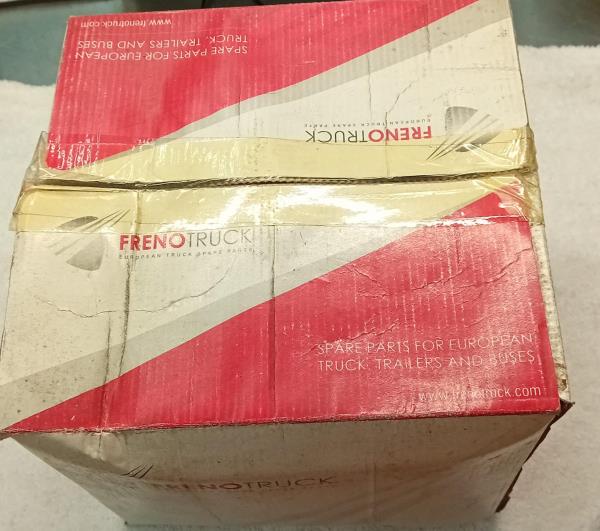 www.frenotruck.com
SPARE PARTS FOR EUROPEAN
TRUCK, TRAILERS AND BUSES
FRENOTRUCK
EUROPEAN TRUCK SPARE PARTS
FRENOTRUCK
EUROPEAN TRUCK SPARE PARTS
SPARE PARTS FOR EUROPEAN
TRUCK, TRAILERS AND BUSES
www.frenotruck.com
FRENOTRUCK